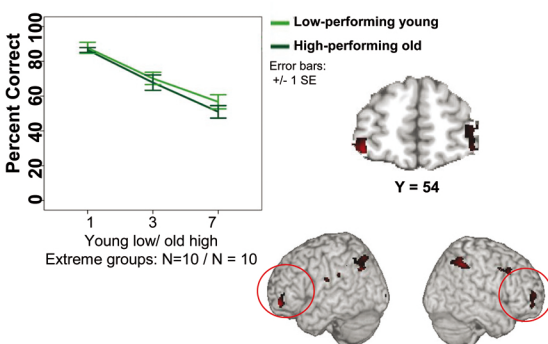 Percent Correct
100
80
60
40
20
0
1 3 7
Young low/ old high
Extreme groups: N=10 / N = 10
Low-performing young
High-performing old
Error bars:
+/- 1 SE
Y = 54